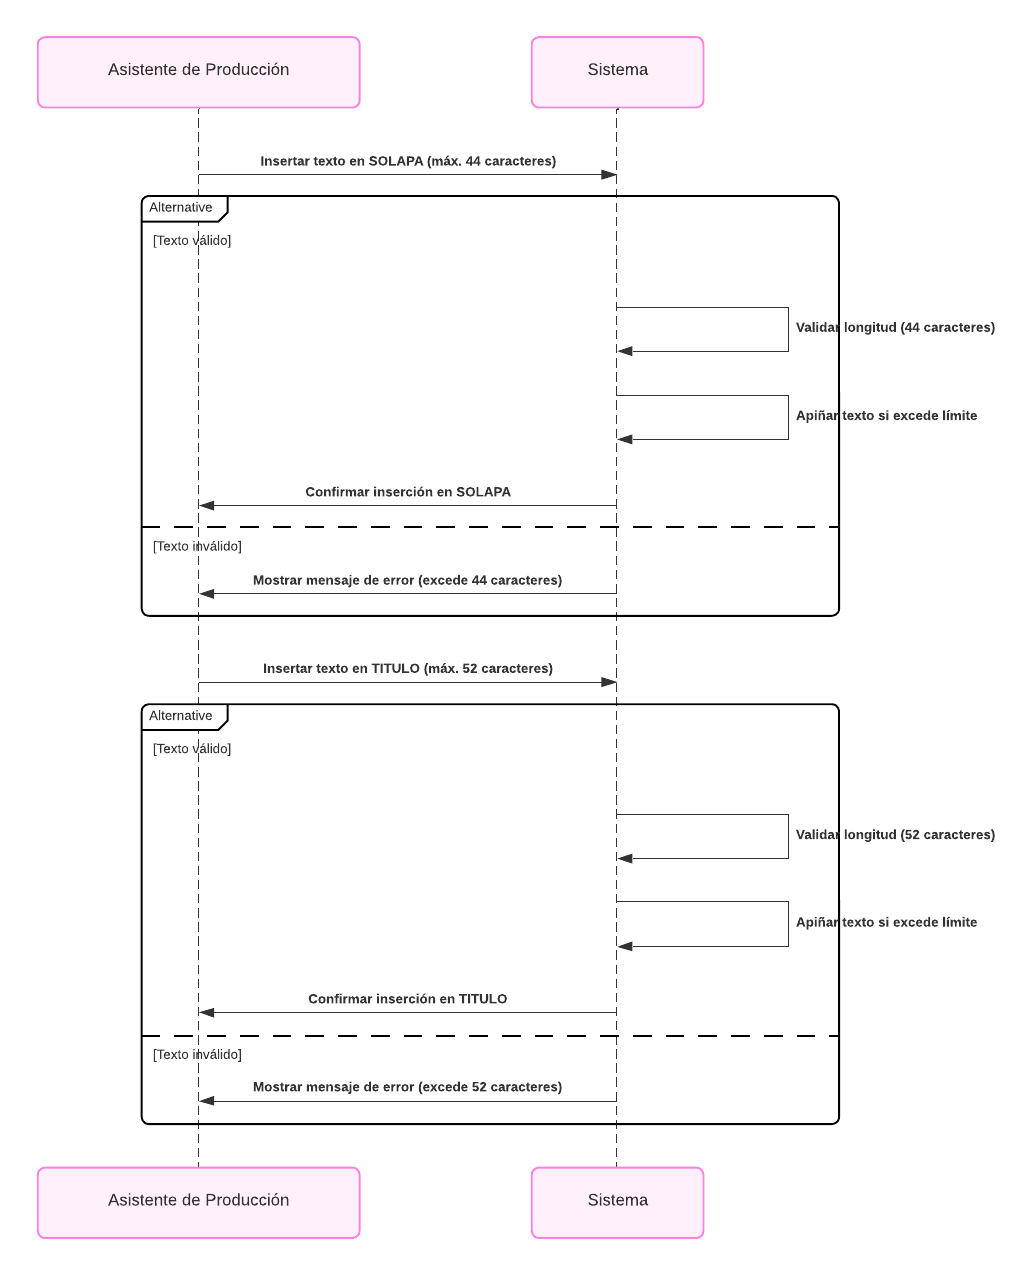 Asistente de Producción
Sistema
Insertar texto en SOLAPA (máx. 44 caracteres)
Alternative
[Texto válido]
Validar longitud (44 caracteres)
Apiñar texto si excede límite
Confirmar inserción en SOLAPA
[Texto inválido]
Mostrar mensaje de error (excede 44 caracteres)
Insertar texto en TITULO (máx. 52 caracteres)
Alternative
[Texto válido]
Validar longitud (52 caracteres)
Apiñar texto si excede límite
Confirmar inserción en TITULO
[Texto inválido]
Mostrar mensaje de error (excede 52 caracteres)
Asistente de Producción
Sistema